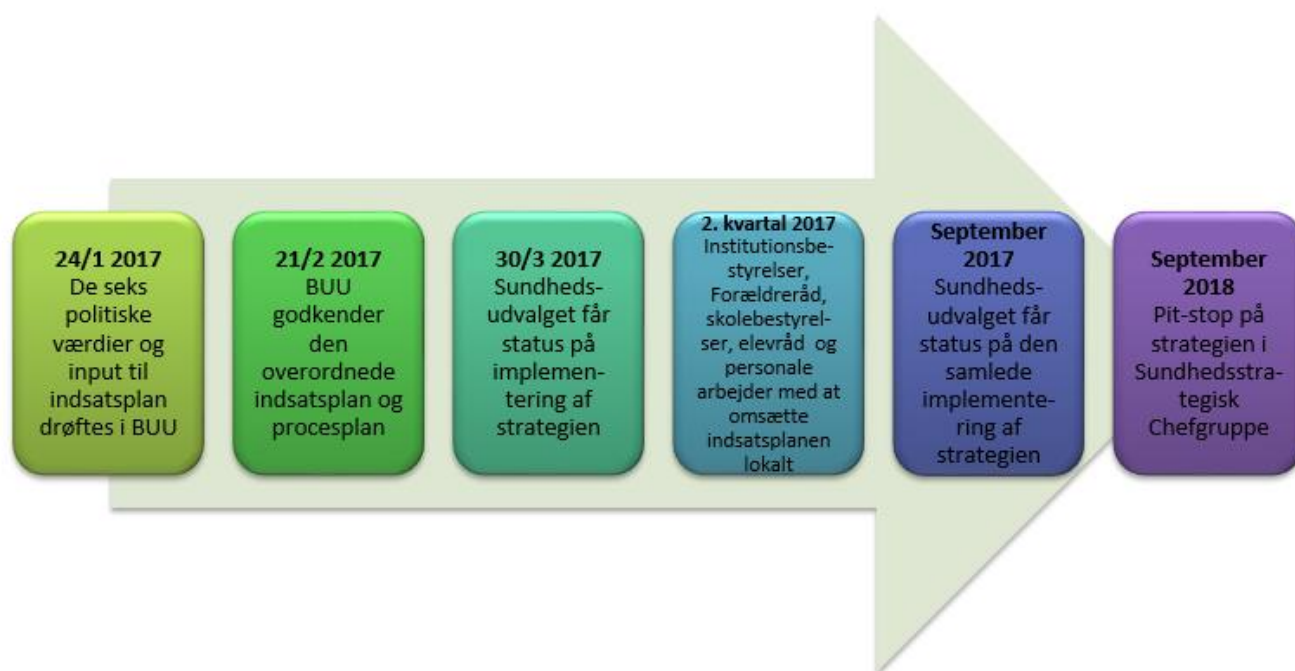 24/1 2017
De seks
politiske
værdier og
input til
indsatsplan
drøftes i BUU
21/2 2017
BUU
godkender
den
overordnede
indsatsplan og
procesplan
30/3 2017
Sundheds-
udvalget får
status på
implemen-
tering af
strategien
2. kvartal 2017
Institutionsbe-
styrelser,
Forældreråd,
skolebestyrel-
ser, elevråd og
personale
arbejder med at
omsætte
indsatsplanen
lokalt
September
2017
Sundheds-
udvalget får
status på den
samlede
implemente-
ring af
strategien
September
2018
Pit-stop på
strategien i
Sundhedsstra-
tegisk
Chefgruppe